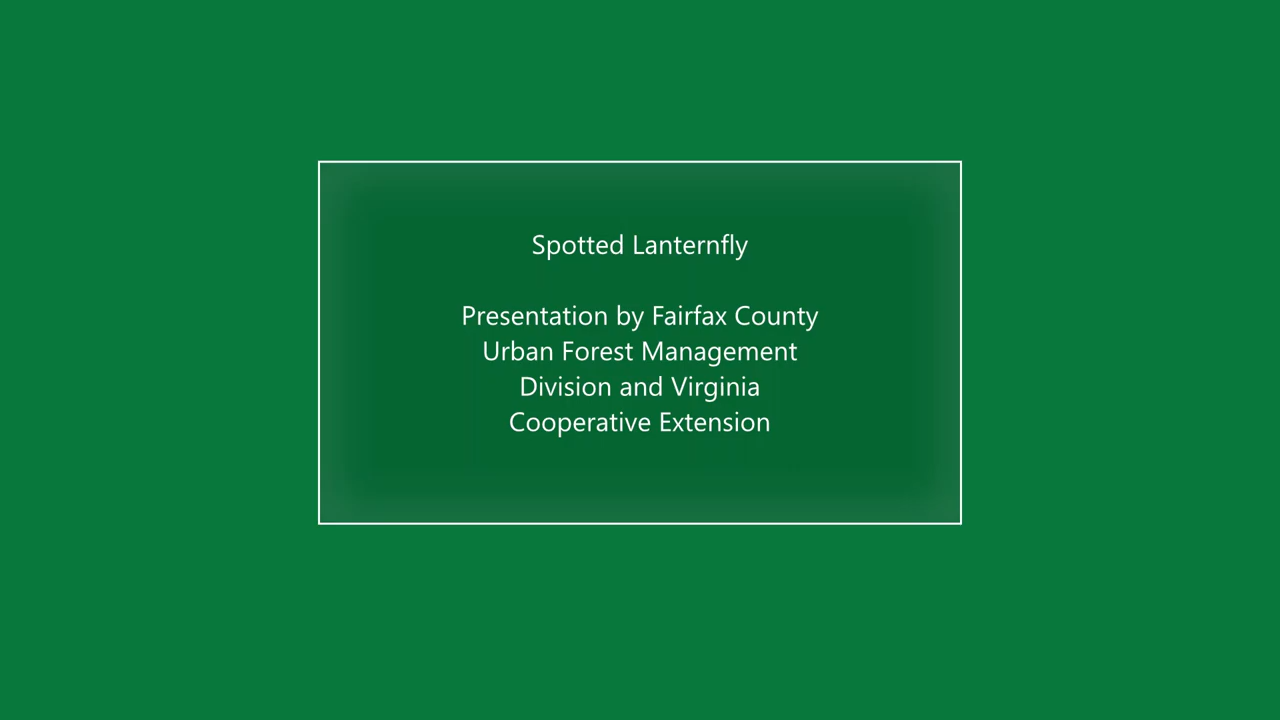 Spotted Lanternfly
Presentation by Fairfax County
Urban Forest Management
Division and Virginia
Cooperative Extension